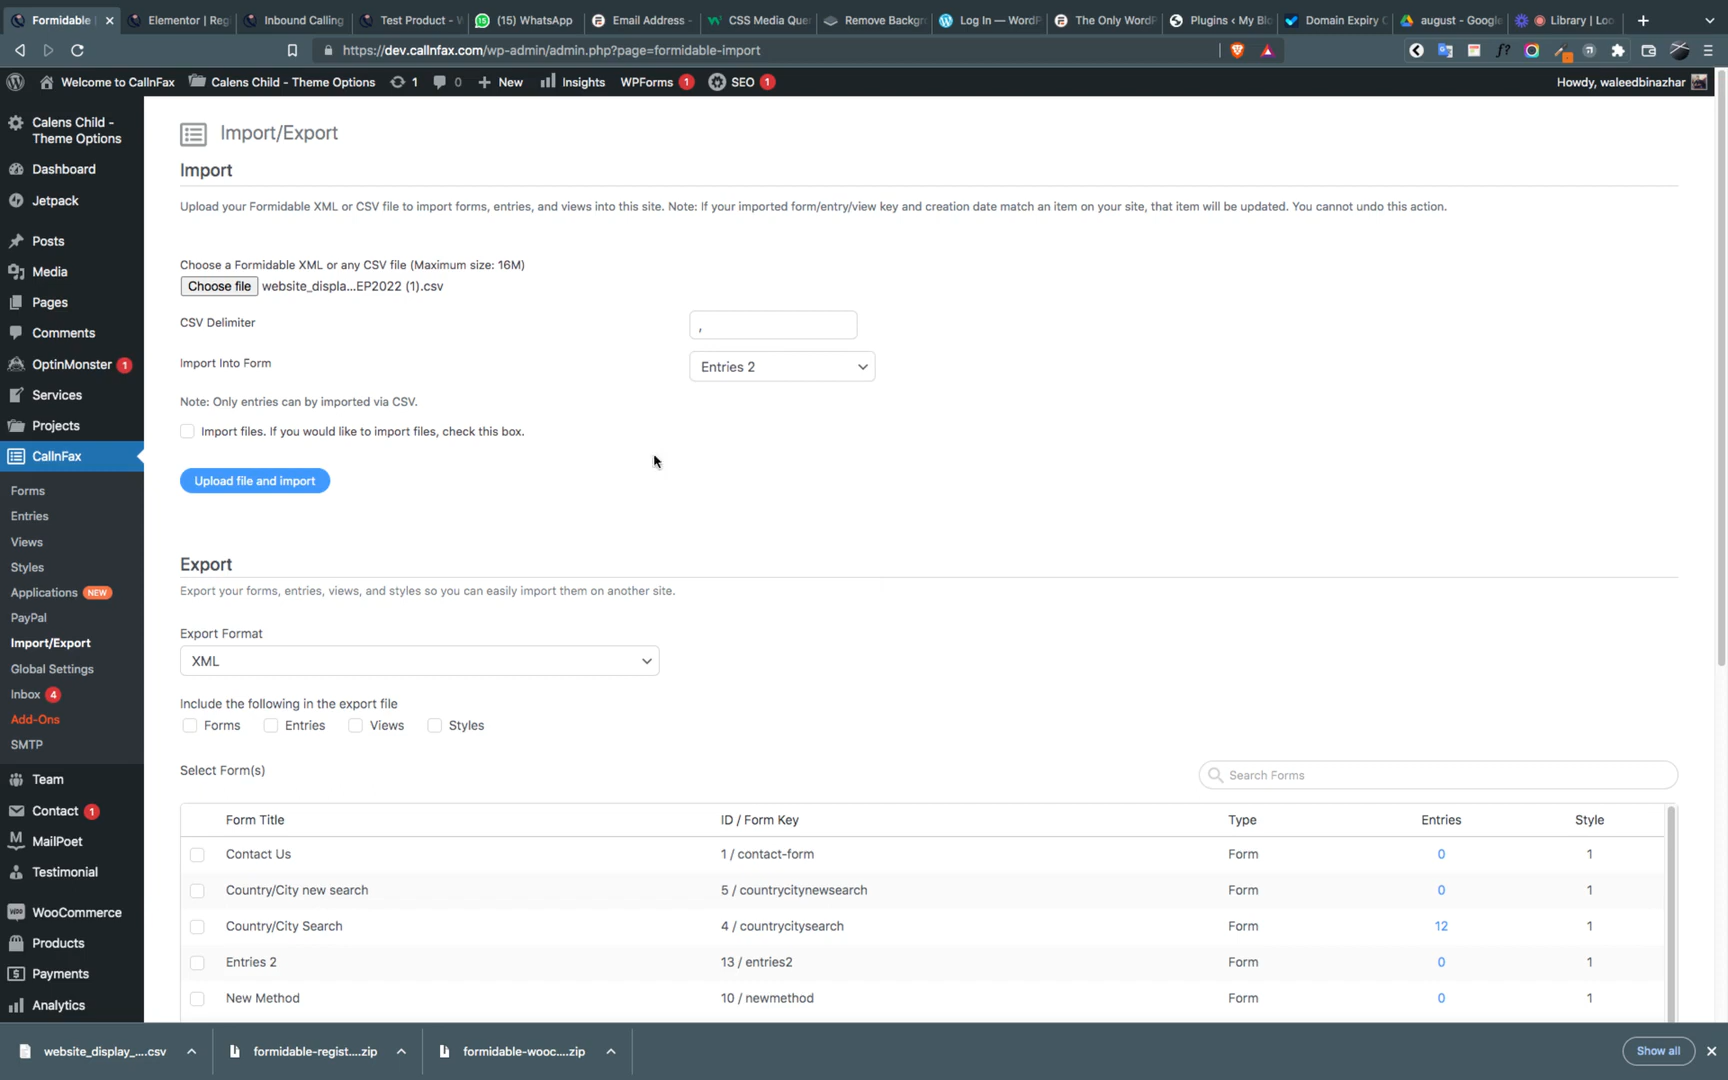 Formidable |
Elementor | Reg
Inbound Calling
Test Product - W
(15) WhatsApp
Email Address -
CSS Media Que
Remove Backgr
Log In — WordP
The Only WordP
Plugins ‹ My Blo
Domain Expiry C
august - Google
Library | Loo
https://dev.callnfax.com/wp-admin/admin.php?page=formidable-import
Welcome to CallnFax
Calens Child - Theme Options
1
0
New
Insights
WPForms 1
SEO 1
Howdy, waleedbinazhar
Calens Child -
Theme Options
Dashboard
Jetpack
Posts
Media
Pages
Comments
OptinMonster 1
Services
Projects
CallnFax
Forms
Entries
Views
Styles
Applications NEW
PayPal
Import/Export
Global Settings
Inbox 4
Add-Ons
SMTP
Team
Contact 1
MailPoet
Testimonial
WooCommerce
Products
Payments
Analytics
Import/Export
Import
Upload your Formidable XML or CSV file to import forms, entries, and views into this site. Note: If your imported form/entry/view key and creation date match an item on your site, that item will be updated. You cannot undo this action.
Choose a Formidable XML or any CSV file (Maximum size: 16M)
Choose file website_displa...EP2022 (1).csv
CSV Delimiter ,
Import Into Form Entries 2
Note: Only entries can by imported via CSV.
Import files. If you would like to import files, check this box.
Upload file and import
Export
Export your forms, entries, views, and styles so you can easily import them on another site.
Export Format
XML
Include the following in the export file
Forms Entries Views Styles
Select Form(s)
Search Forms
Form Title ID / Form Key Type Entries Style
Contact Us 1 / contact-form Form 0 1
Country/City new search 5 / countrycitynewsearch Form 0 1
Country/City Search 4 / countrycitysearch Form 12 1
Entries 2 13 / entries2 Form 0 1
New Method 10 / newmethod Form 0 1
website_display_....csv
formidable-regist....zip
formidable-wooc....zip
Show all